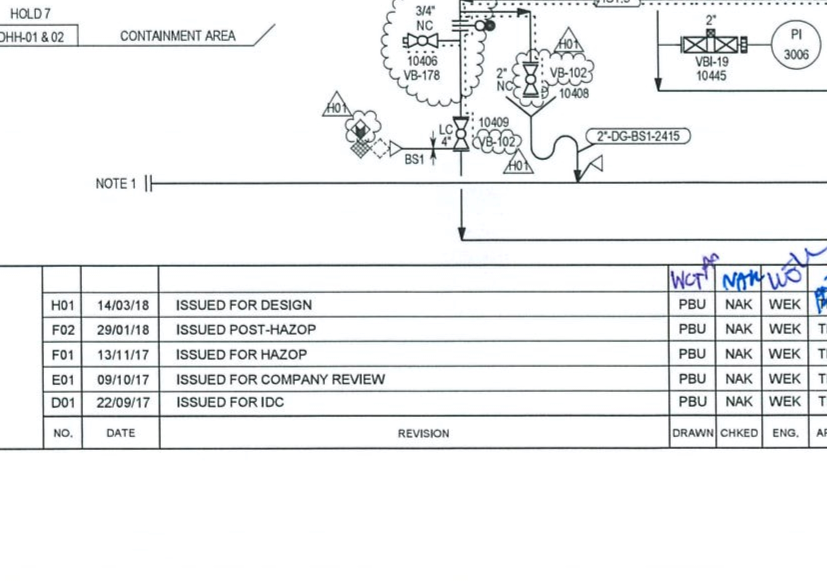 HOLD 7
OHH-01 & 02
CONTAINMENT AREA
3/4"
NC
10406
VB-178
2"
NC
VB-102
10408
H01
2"
VBI-19
10445
PI
3006
H01
LC
4"
10409
VB-102
H01
BS1
2"-DG-BS1-2415
NOTE 1
WCT NAK WEK
H01 14/03/18 ISSUED FOR DESIGN PBU NAK WEK
F02 29/01/18 ISSUED POST-HAZOP PBU NAK WEK
F01 13/11/17 ISSUED FOR HAZOP PBU NAK WEK
E01 09/10/17 ISSUED FOR COMPANY REVIEW PBU NAK WEK
D01 22/09/17 ISSUED FOR IDC PBU NAK WEK
NO. DATE REVISION DRAWN CHKED ENG.